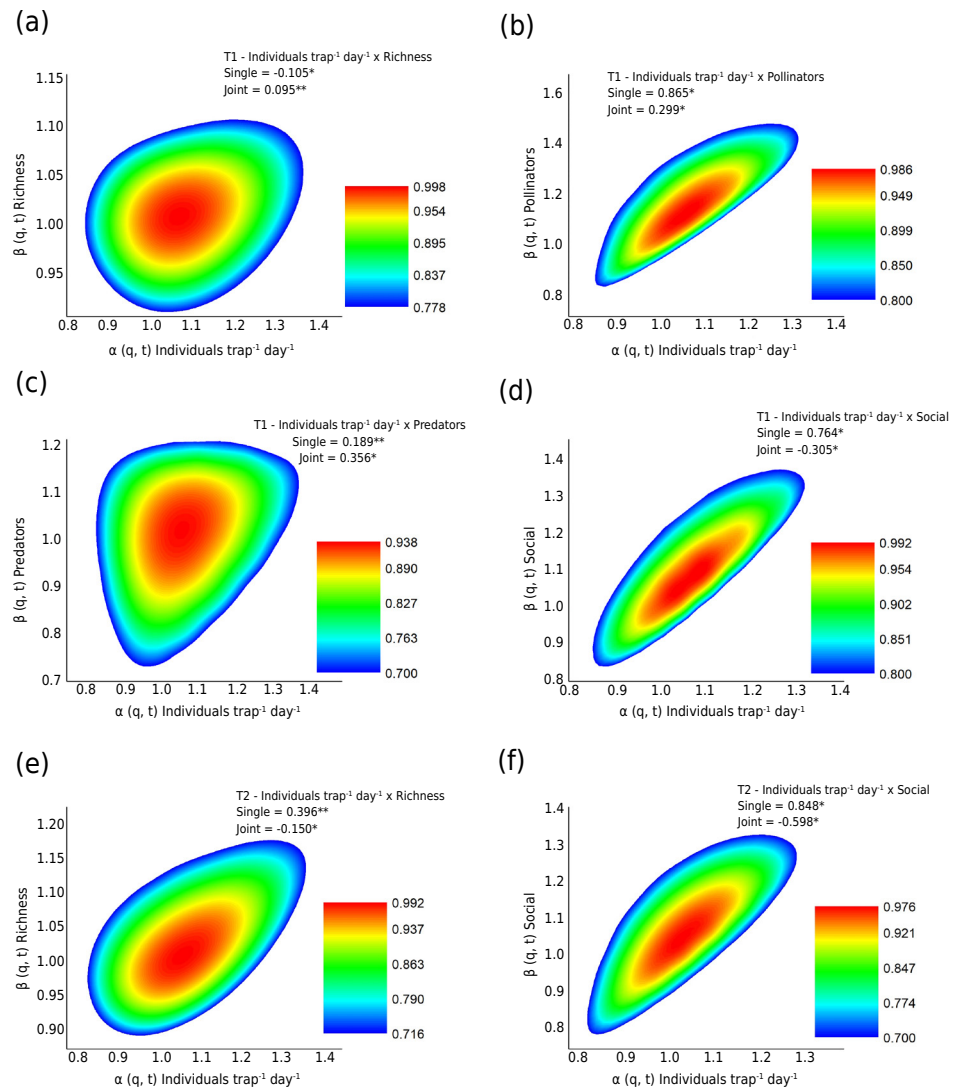 (a)
T1 - Individuals trap⁻¹ day⁻¹ x Richness
Single = -0.105*
Joint = 0.095**
1.15
1.10
1.05
1.00
0.95
β (q, t) Richness
0.998
0.954
0.895
0.837
0.778
0.8 0.9 1.0 1.1 1.2 1.3 1.4
α (q, t) Individuals trap⁻¹ day⁻¹
(b)
T1 - Individuals trap⁻¹ day⁻¹ x Pollinators
Single = 0.865*
Joint = 0.299*
1.6
1.4
1.2
1.0
0.8
β (q, t) Pollinators
0.986
0.949
0.899
0.850
0.800
0.8 0.9 1.0 1.1 1.2 1.3 1.4
α (q, t) Individuals trap⁻¹ day⁻¹
(c)
T1 - Individuals trap⁻¹ day⁻¹ x Predators
Single = 0.189**
Joint = 0.356*
1.2
1.1
1.0
0.9
0.8
0.7
β (q, t) Predators
0.938
0.890
0.827
0.763
0.700
0.8 0.9 1.0 1.1 1.2 1.3 1.4
α (q, t) Individuals trap⁻¹ day⁻¹
(d)
T1 - Individuals trap⁻¹ day⁻¹ x Social
Single = 0.764*
Joint = -0.305*
1.4
1.3
1.2
1.1
1.0
0.9
0.8
β (q, t) Social
0.992
0.954
0.902
0.851
0.800
0.8 0.9 1.0 1.1 1.2 1.3 1.4
α (q, t) Individuals trap⁻¹ day⁻¹
(e)
T2 - Individuals trap⁻¹ day⁻¹ x Richness
Single = 0.396**
Joint = -0.150*
1.20
1.15
1.10
1.05
1.00
0.95
0.90
β (q, t) Richness
0.992
0.937
0.863
0.790
0.716
0.8 0.9 1.0 1.1 1.2 1.3 1.4
α (q, t) Individuals trap⁻¹ day⁻¹
(f)
T2 - Individuals trap⁻¹ day⁻¹ x Social
Single = 0.848*
Joint = -0.598*
1.4
1.3
1.2
1.1
1.0
0.9
0.8
β (q, t) Social
0.976
0.921
0.847
0.774
0.700
0.8 0.9 1.0 1.1 1.2 1.3
α (q, t) Individuals trap⁻¹ day⁻¹